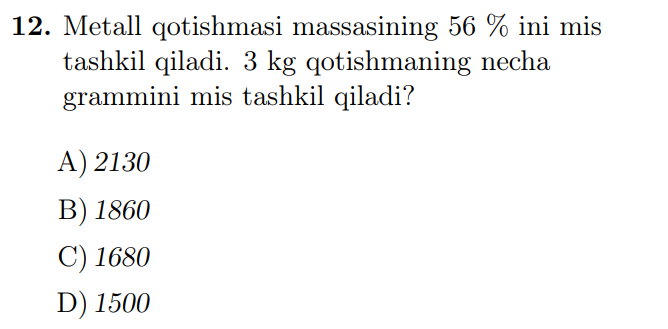 12. Metall qotishmasi massasining 56 % ini mis
tashkil qiladi. 3 kg qotishmaning necha
grammini mis tashkil qiladi?
A) 2130
B) 1860
C) 1680
D) 1500